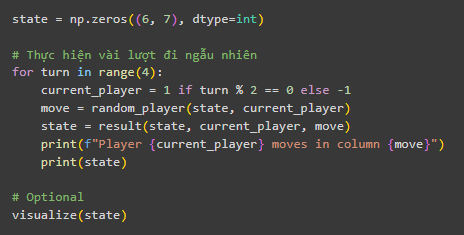 state = np.zeros((6, 7), dtype=int)

# Thực hiện vài lượt đi ngẫu nhiên
for turn in range(4):
    current_player = 1 if turn % 2 == 0 else -1
    move = random_player(state, current_player)
    state = result(state, current_player, move)
    print(f"Player {current_player} moves in column {move}")
    print(state)

# Optional
visualize(state)